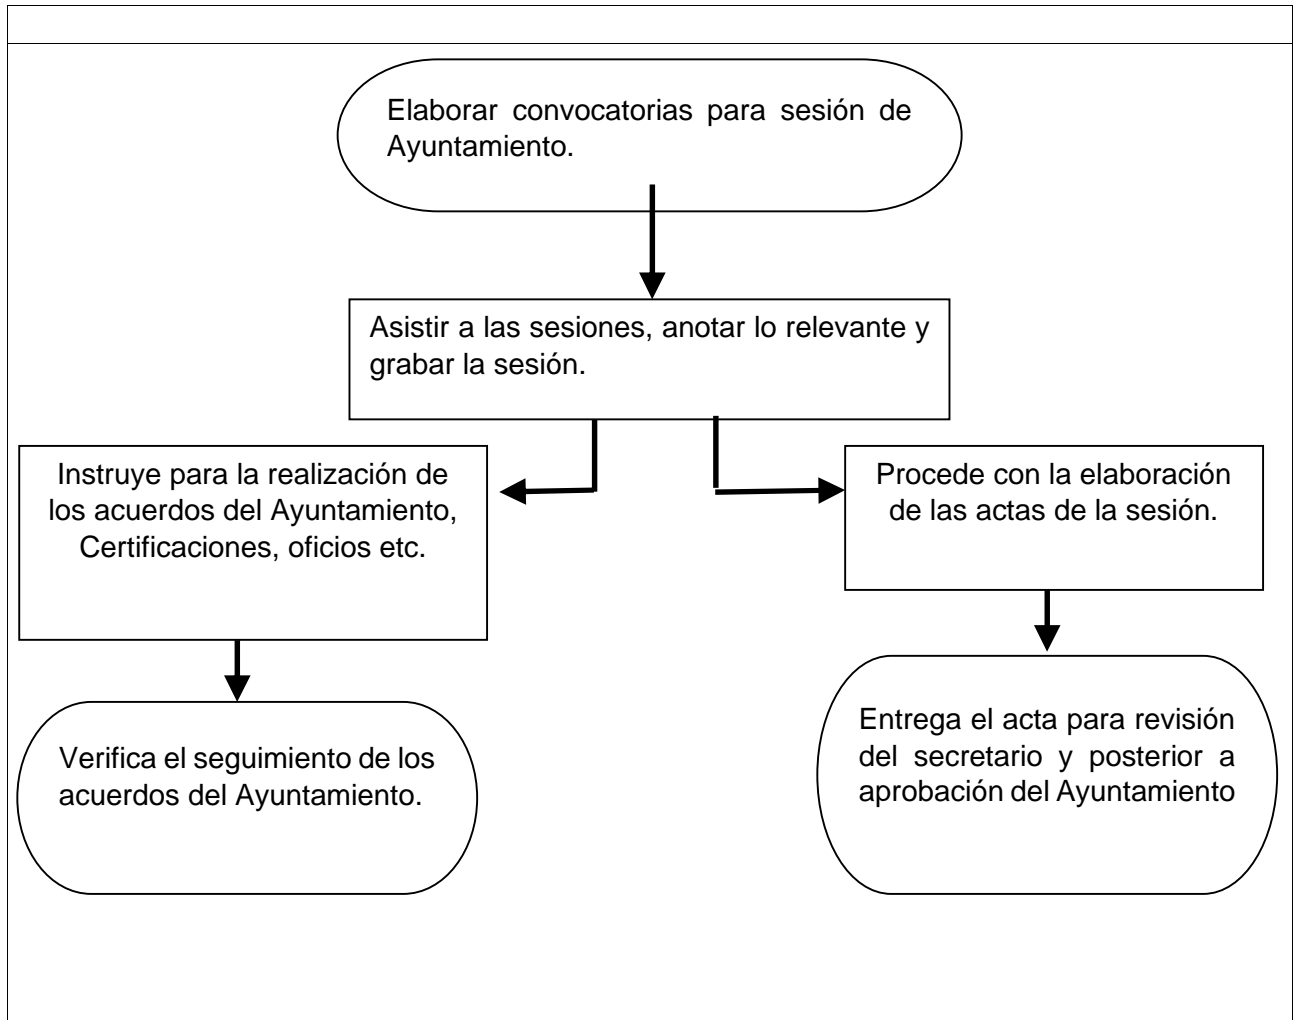 Elaborar convocatorias para sesión de
Ayuntamiento.
Asistir a las sesiones, anotar lo relevante y
grabar la sesión.
Instruye para la realización de
los acuerdos del Ayuntamiento,
Certificaciones, oficios etc.
Procede con la elaboración
de las actas de la sesión.
Verifica el seguimiento de los
acuerdos del Ayuntamiento.
Entrega el acta para revisión
del secretario y posterior a
aprobación del Ayuntamiento